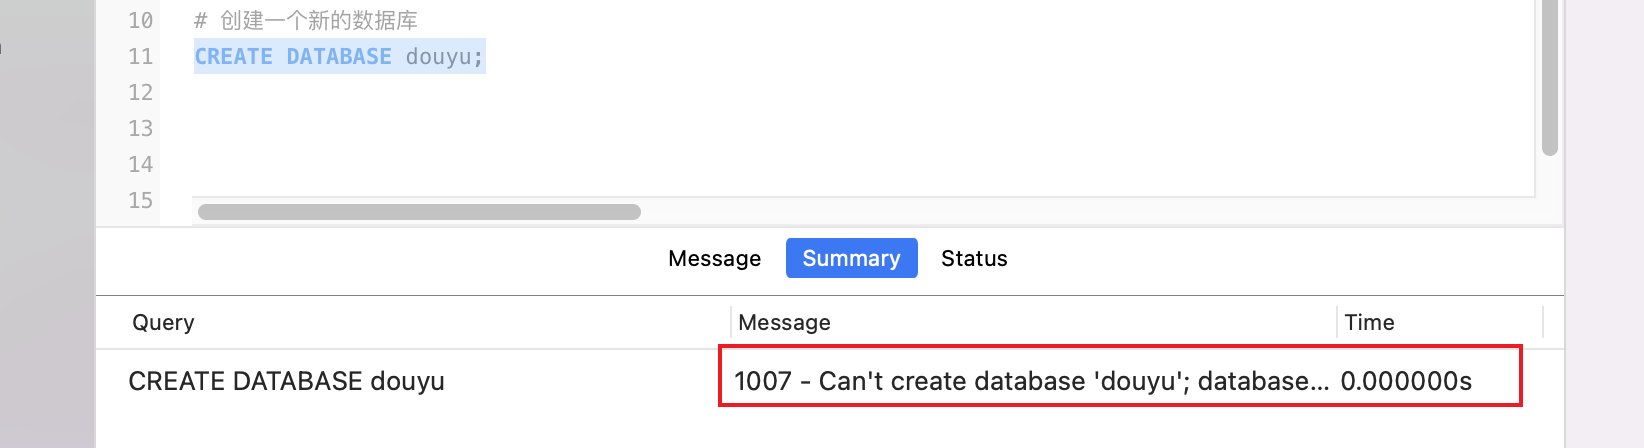 10 # 创建一个新的数据库
11 CREATE DATABASE douyu;
12
13
14
15
Message Summary Status
Query Message Time
CREATE DATABASE douyu 1007 - Can't create database 'douyu'; database... 0.000000s